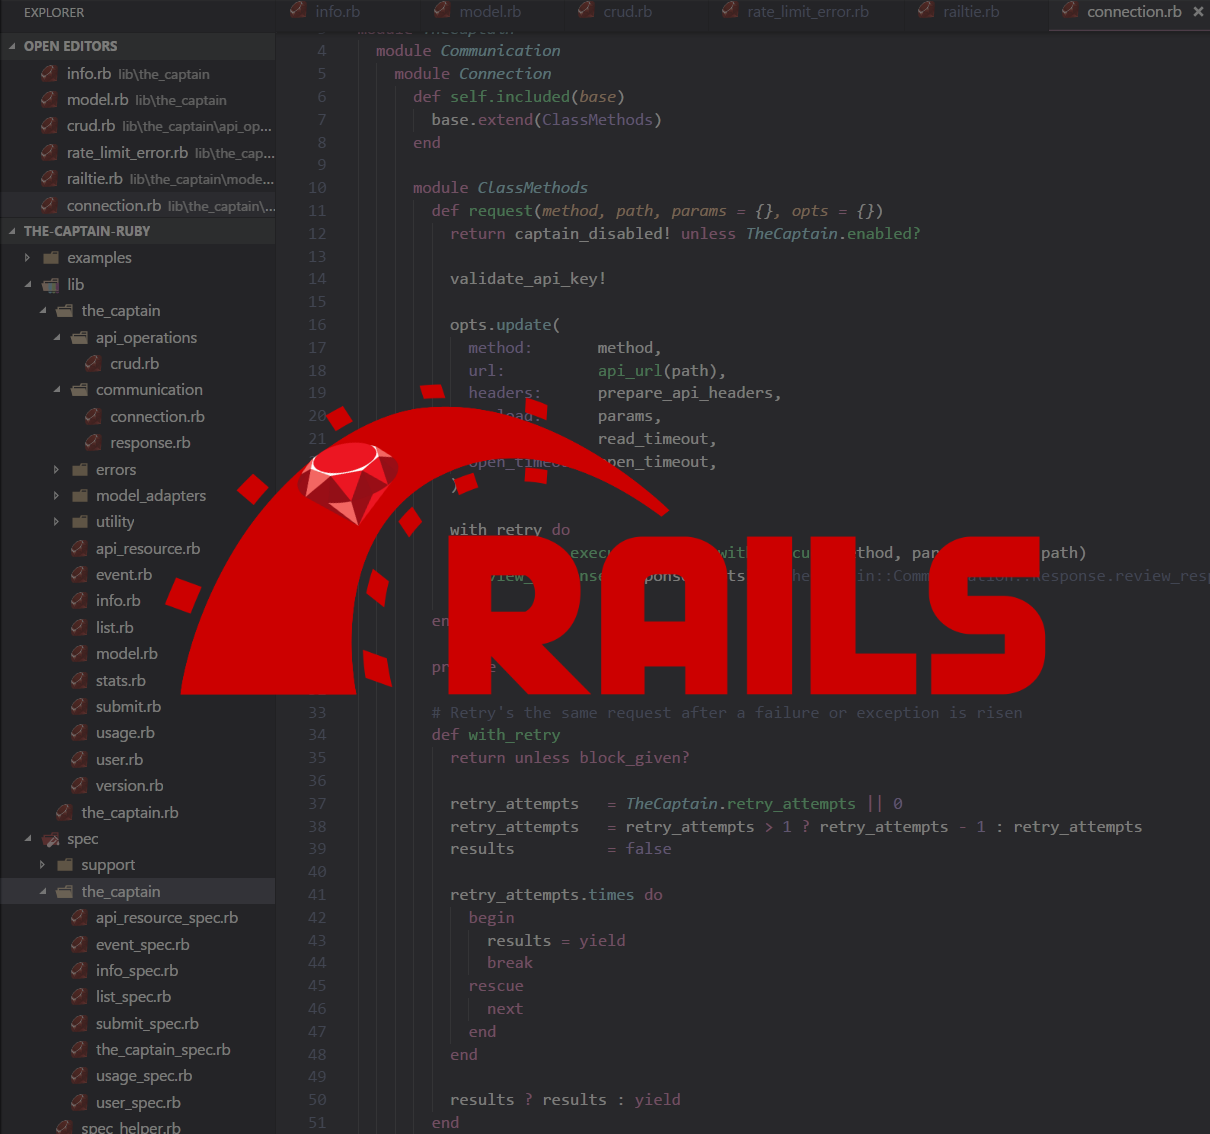 EXPLORER
OPEN EDITORS
info.rb lib\the_captain
model.rb lib\the_captain
crud.rb lib\the_captain\api_op...
rate_limit_error.rb lib\the_cap...
railtie.rb lib\the_captain\mode...
connection.rb lib\the_captain\...
THE-CAPTAIN-RUBY
examples
lib
the_captain
api_operations
crud.rb
communication
connection.rb
response.rb
errors
model_adapters
utility
api_resource.rb
event.rb
info.rb
list.rb
model.rb
stats.rb
submit.rb
usage.rb
user.rb
version.rb
the_captain.rb
spec
support
the_captain
api_resource_spec.rb
event_spec.rb
info_spec.rb
list_spec.rb
submit_spec.rb
the_captain_spec.rb
usage_spec.rb
user_spec.rb
spec_helper.rb
info.rb model.rb crud.rb rate_limit_error.rb railtie.rb connection.rb ×
3 module TheCaptain
4 module Communication
5 module Connection
6 def self.included(base)
7 base.extend(ClassMethods)
8 end
9
10 module ClassMethods
11 def request(method, path, params = {}, opts = {})
12 return captain_disabled! unless TheCaptain.enabled?
13
14 validate_api_key!
15
16 opts.update(
17 method: method,
18 url: api_url(path),
19 headers: prepare_api_headers,
20 params,
21 read_timeout,
open_timeout,
)
with_retry do
path)
RAILS
33 # Retry's the same request after a failure or exception is risen
34 def with_retry
35 return unless block_given?
36
37 retry_attempts = TheCaptain.retry_attempts || 0
38 retry_attempts = retry_attempts > 1 ? retry_attempts - 1 : retry_attempts
39 results = false
40
41 retry_attempts.times do
42 begin
43 results = yield
44 break
45 rescue
46 next
47 end
48 end
49
50 results ? results : yield
51 end